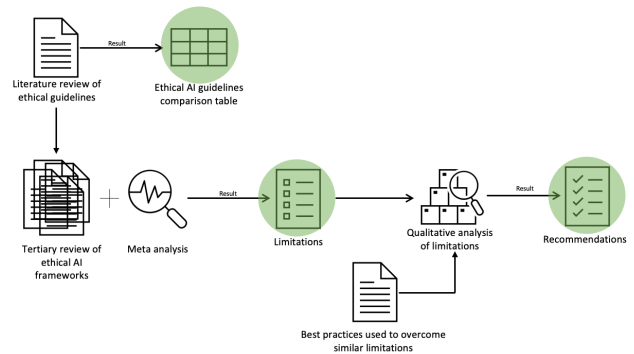 Result
Literature review of
ethical guidelines
Ethical AI guidelines
comparison table
Result
Result
Tertiary review of
ethical AI
frameworks
Meta analysis
Limitations
Qualitative analysis
of limitations
Recommendations
Best practices used to overcome
similar limitations